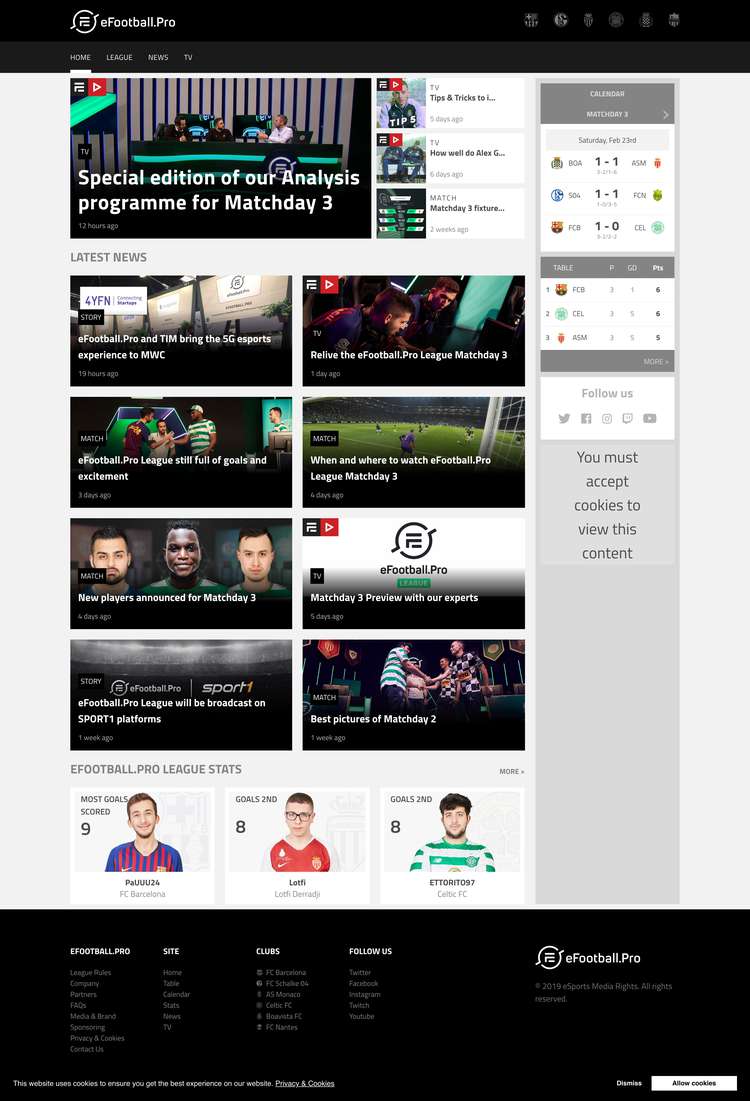 eFootball.Pro
HOME LEAGUE NEWS TV
TV
Special edition of our Analysis
programme for Matchday 3
12 hours ago
TIPS
TV
Tips & Tricks to i...
5 days ago
TV
How well do Alex G...
6 days ago
MATCH
Matchday 3 fixture...
2 weeks ago
CALENDAR
MATCHDAY 3
Saturday, Feb 23rd
BOA 1 - 1 ASM
S04 1 - 1 FCN
1-0/3-5
FCB 1 - 0 CEL
TABLE P GD Pts
1 FCB 3 1 6
2 CEL 3 5 6
3 ASM 3 5 5
MORE >
Follow us
You must
accept
cookies to
view this
content
LATEST NEWS
4YFN Connecting Startups
eFootball.Pro
STORY
eFootball.Pro and TIM bring the 5G esports
experience to MWC
19 hours ago
TV
Relive the eFootball.Pro League Matchday 3
1 day ago
MATCH
eFootball.Pro League still full of goals and
excitement
3 days ago
MATCH
When and where to watch eFootball.Pro
League Matchday 3
4 days ago
MATCH
New players announced for Matchday 3
4 days ago
eFootball.Pro
LEAGUE
TV
Matchday 3 Preview with our experts
5 days ago
STORY
eFootball.Pro sport1
eFootball.Pro League will be broadcast on
SPORT1 platforms
1 week ago
MATCH
Best pictures of Matchday 2
1 week ago
EFOOTBALL.PRO LEAGUE STATS
MORE >
MOST GOALS
SCORED
9
PaUUU24
FC Barcelona
GOALS 2ND
8
Lotfi
Lotfi Derradji
GOALS 2ND
8
ETTORITO97
Celtic FC
EFOOTBALL.PRO
League Rules
Company
Partners
FAQs
Media & Brand
Sponsoring
Privacy & Cookies
Contact Us
SITE
Home
Table
Calendar
Stats
News
TV
CLUBS
FC Barcelona
FC Schalke 04
AS Monaco
Celtic FC
Boavista FC
FC Nantes
FOLLOW US
Twitter
Facebook
Instagram
Twitch
Youtube
eFootball.Pro
© 2019 eSports Media Rights. All rights
reserved.
This website uses cookies to ensure you get the best experience on our website. Privacy & Cookies
Dismiss
Allow cookies